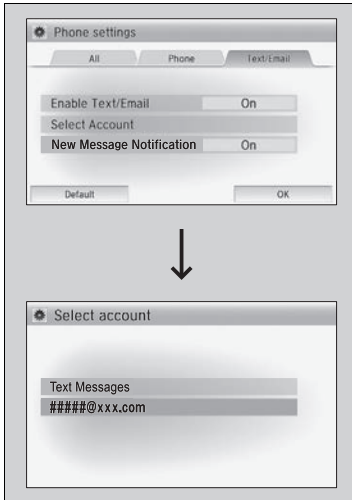 Phone settings
All Phone Text/Email
Enable Text/Email On
Select Account
New Message Notification On
Default OK
Select account
Text Messages
#####@xxx.com